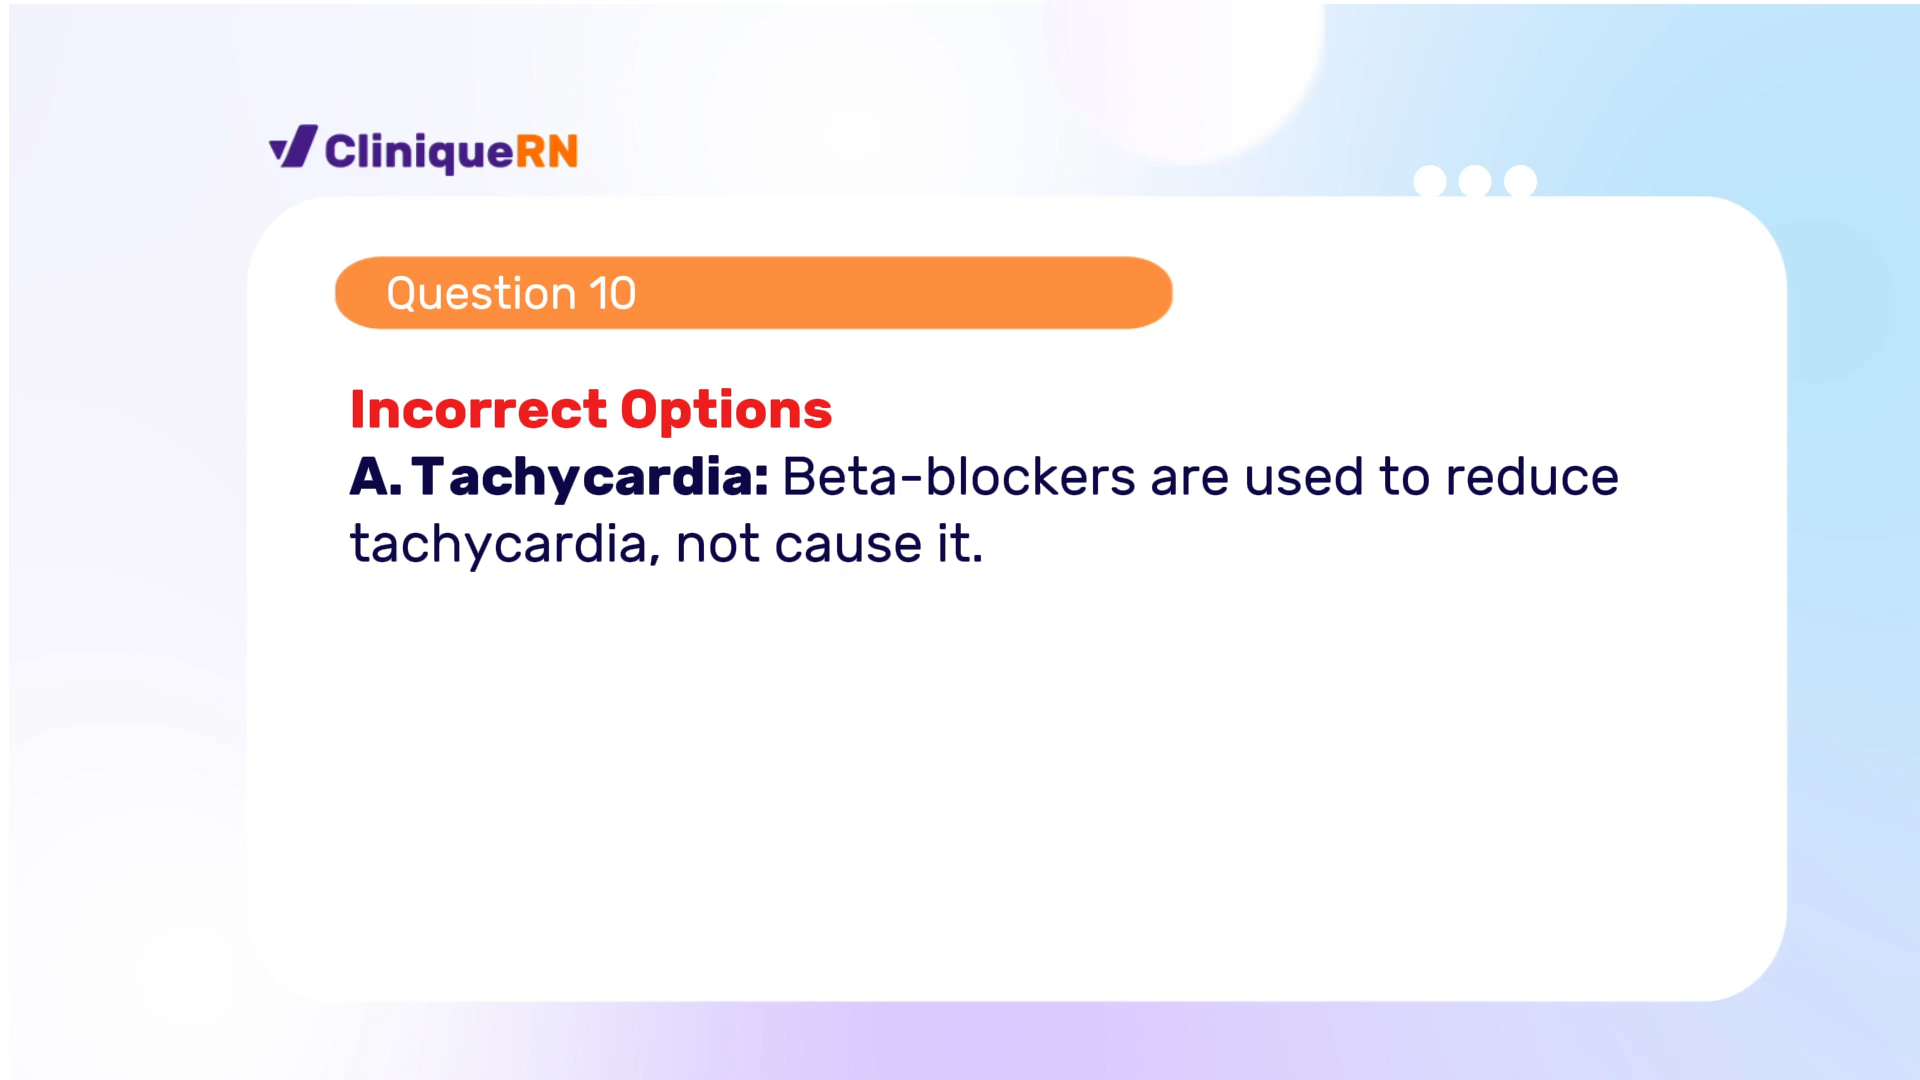 CliniqueRN
Question 10
Incorrect Options
A. Tachycardia: Beta-blockers are used to reduce
tachycardia, not cause it.